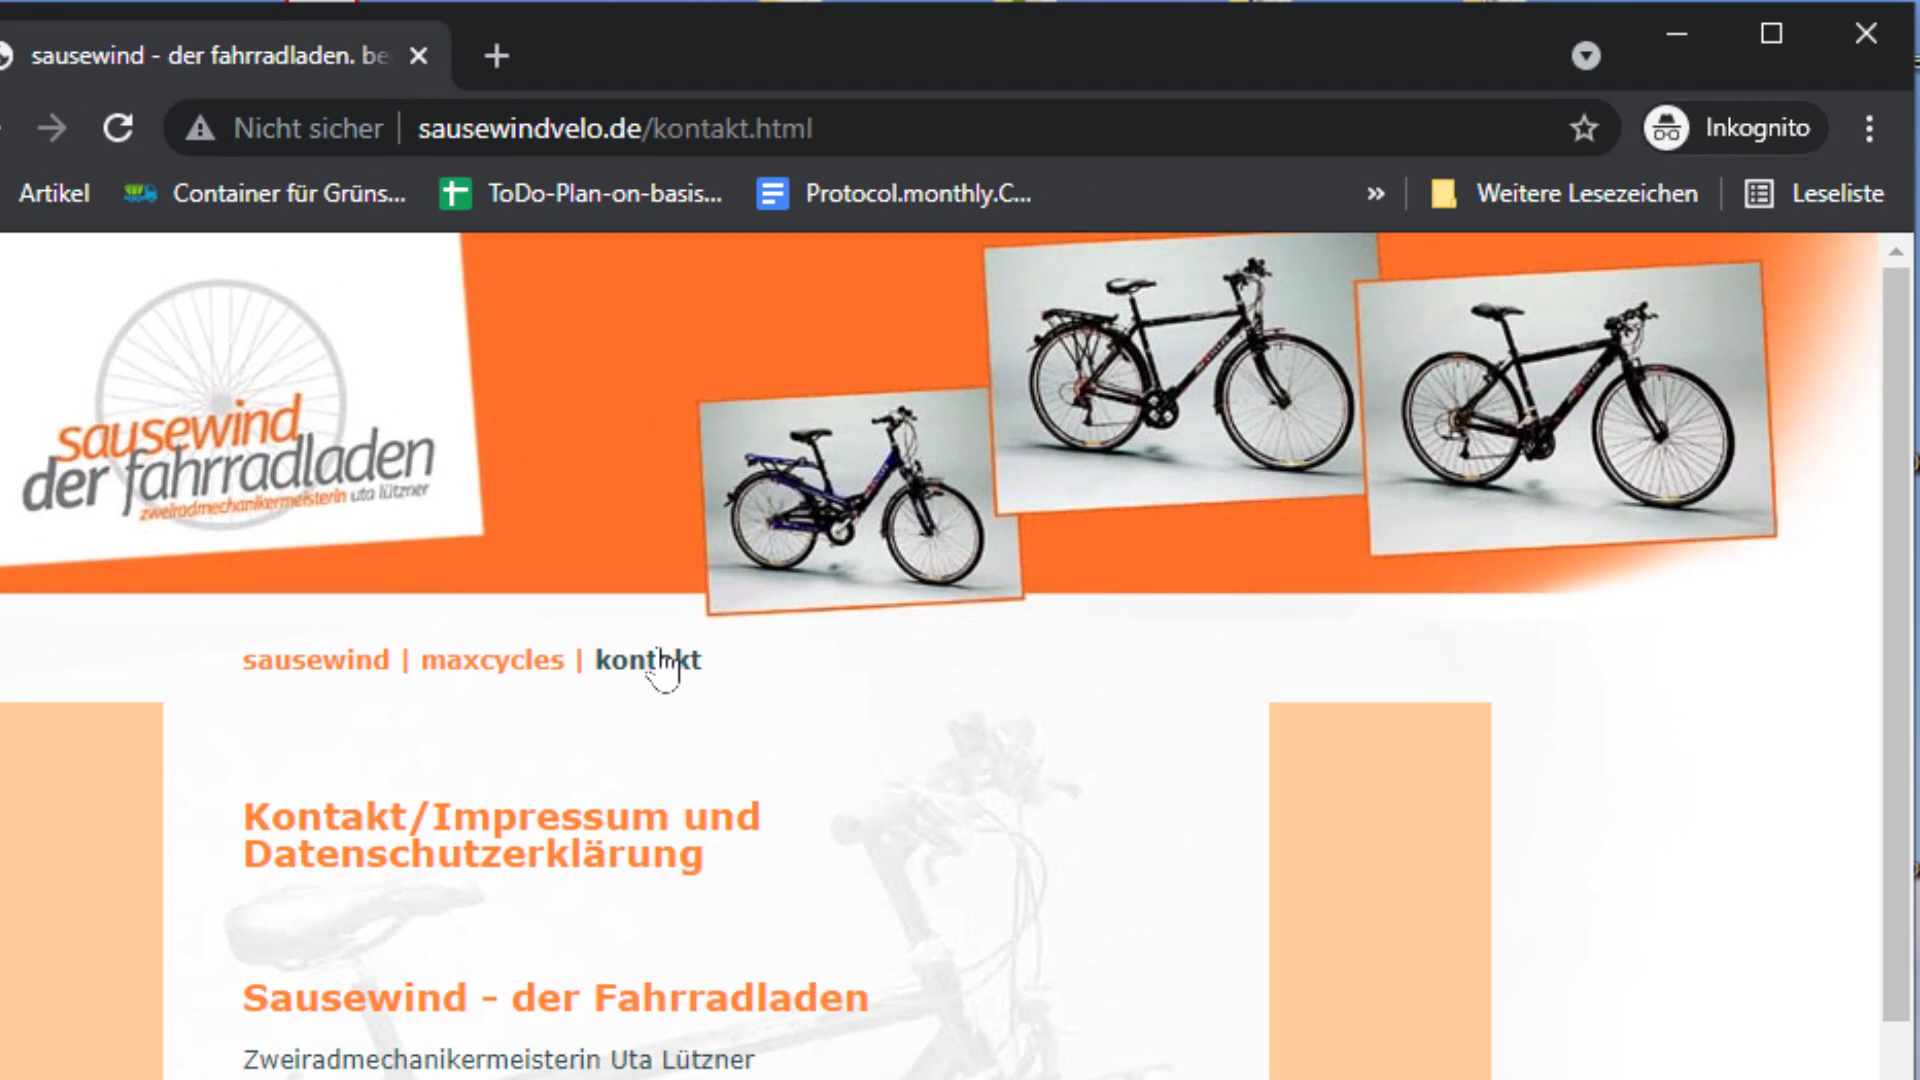 sausewind - der fahrradladen. be
Nicht sicher
sausewindvelo.de/kontakt.html
Inkognito
Artikel
Container für Grüns...
ToDo-Plan-on-basis...
Protocol.monthly.C...
»
Weitere Lesezeichen
Leseliste
sausewind
der fahrradladen
zweiradmechanikermeisterin uta lützner
sausewind | maxcycles | kontakt
Kontakt/Impressum und
Datenschutzerklärung
Sausewind - der Fahrradladen
Zweiradmechanikermeisterin Uta Lützner